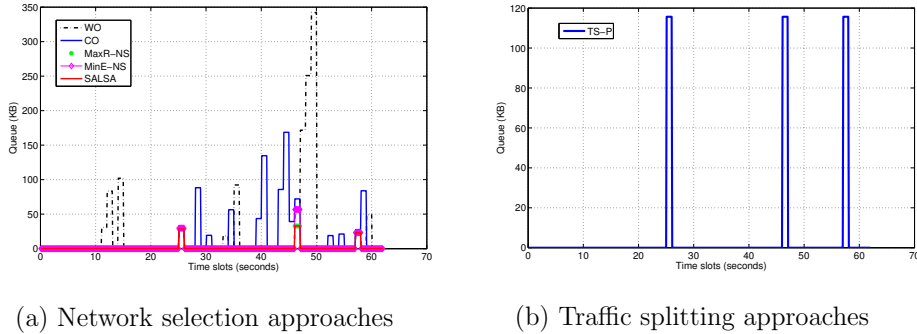 350
300
250
200
150
100
50
0
Queue (KB)
0 10 20 30 40 50 60 70
Time slots (seconds)
WO
CO
MaxR-NS
MinE-NS
SALSA
(a) Network selection approaches
120
100
80
60
40
20
0
Queue (KB)
0 10 20 30 40 50 60 70
Time slots (seconds)
TS-P
(b) Traffic splitting approaches